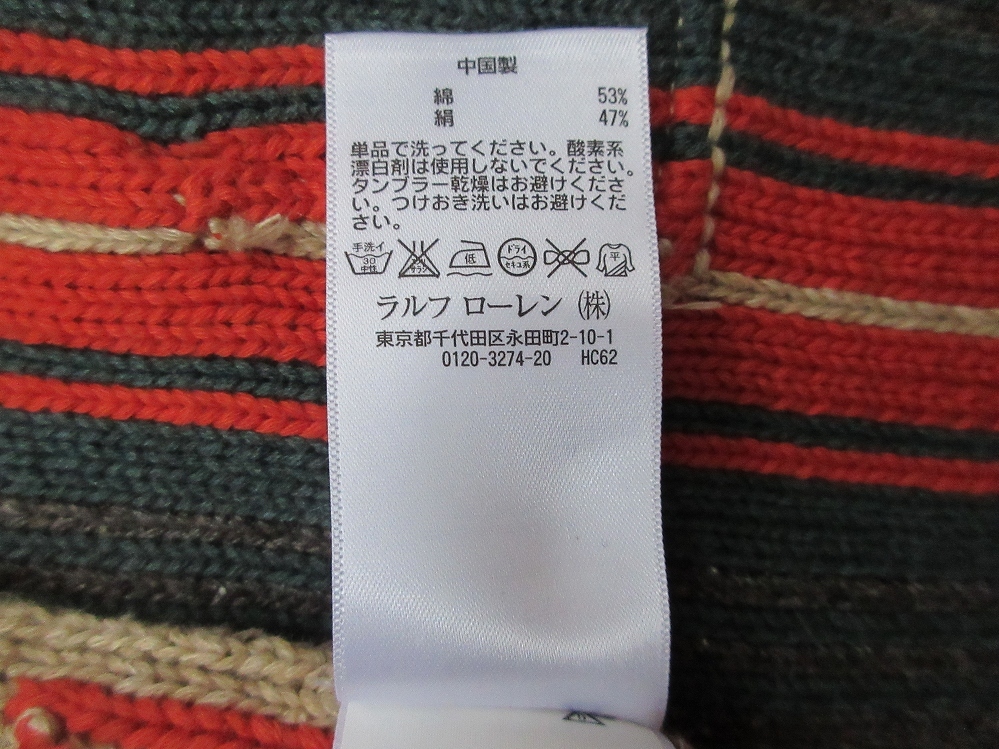 中国製
綿 53%
絹 47%
単品で洗ってください。酸素系
漂白剤は使用しないでください。
タンブラー乾燥はお避けくださ
い。つけおき洗いはお避けくだ
さい。
手洗イ 30 中性 低 ドライ セキユ系 平
ラルフ ローレン (株)
東京都千代田区永田町2-10-1
0120-3274-20 HC62